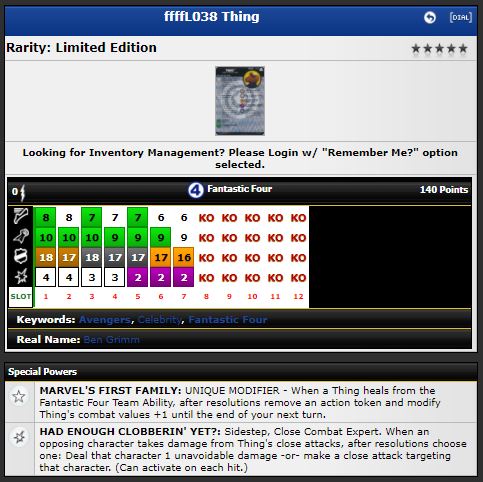 ffffL038 Thing
[DIAL]
Rarity: Limited Edition
Looking for Inventory Management? Please Login w/ "Remember Me?" option
selected.
0 4 Fantastic Four 140 Points
8 8 7 7 7 6 6 KO KO KO KO KO
10 10 10 9 9 9 9 KO KO KO KO KO
18 17 18 17 17 17 16 KO KO KO KO KO
4 4 3 3 2 2 2 KO KO KO KO KO
SLOT 1 2 3 4 5 6 7 8 9 10 11 12
Keywords: Avengers, Celebrity, Fantastic Four
Real Name: Ben Grimm
Special Powers
MARVEL'S FIRST FAMILY: UNIQUE MODIFIER - When a Thing heals from the
Fantastic Four Team Ability, after resolutions remove an action token and modify
Thing's combat values +1 until the end of your next turn.
HAD ENOUGH CLOBBERIN' YET?: Sidestep, Close Combat Expert. When an
opposing character takes damage from Thing's close attacks, after resolutions choose
one: Deal that character 1 unavoidable damage -or- make a close attack targeting
that character. (Can activate on each hit.)